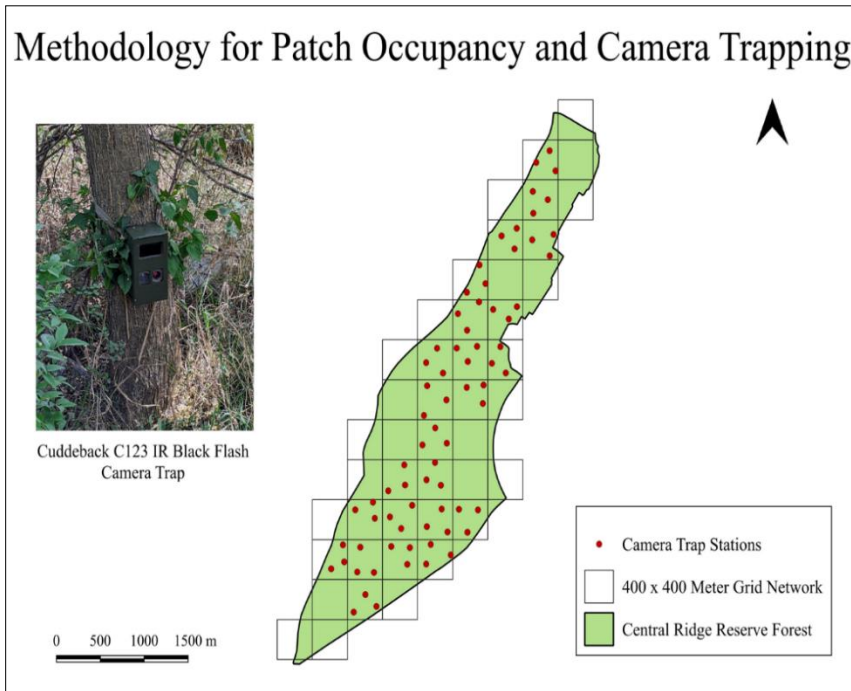 Methodology for Patch Occupancy and Camera Trapping
Cuddeback C123 IR Black Flash
Camera Trap
Camera Trap Stations
400 x 400 Meter Grid Network
Central Ridge Reserve Forest
0 500 1000 1500 m